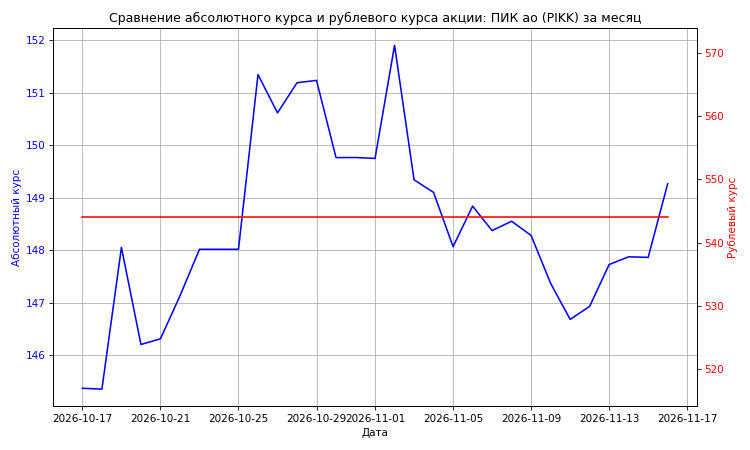 Сравнение абсолютного курса и рублевого курса акции: ПИК ао (PIKK) за месяц
152
151
150
149
148
147
146
Абсолютный курс
570
560
550
540
530
520
Рублевый курс
2026-10-17 2026-10-21 2026-10-25 2026-10-29 2026-11-01 2026-11-05 2026-11-09 2026-11-13 2026-11-17
Дата